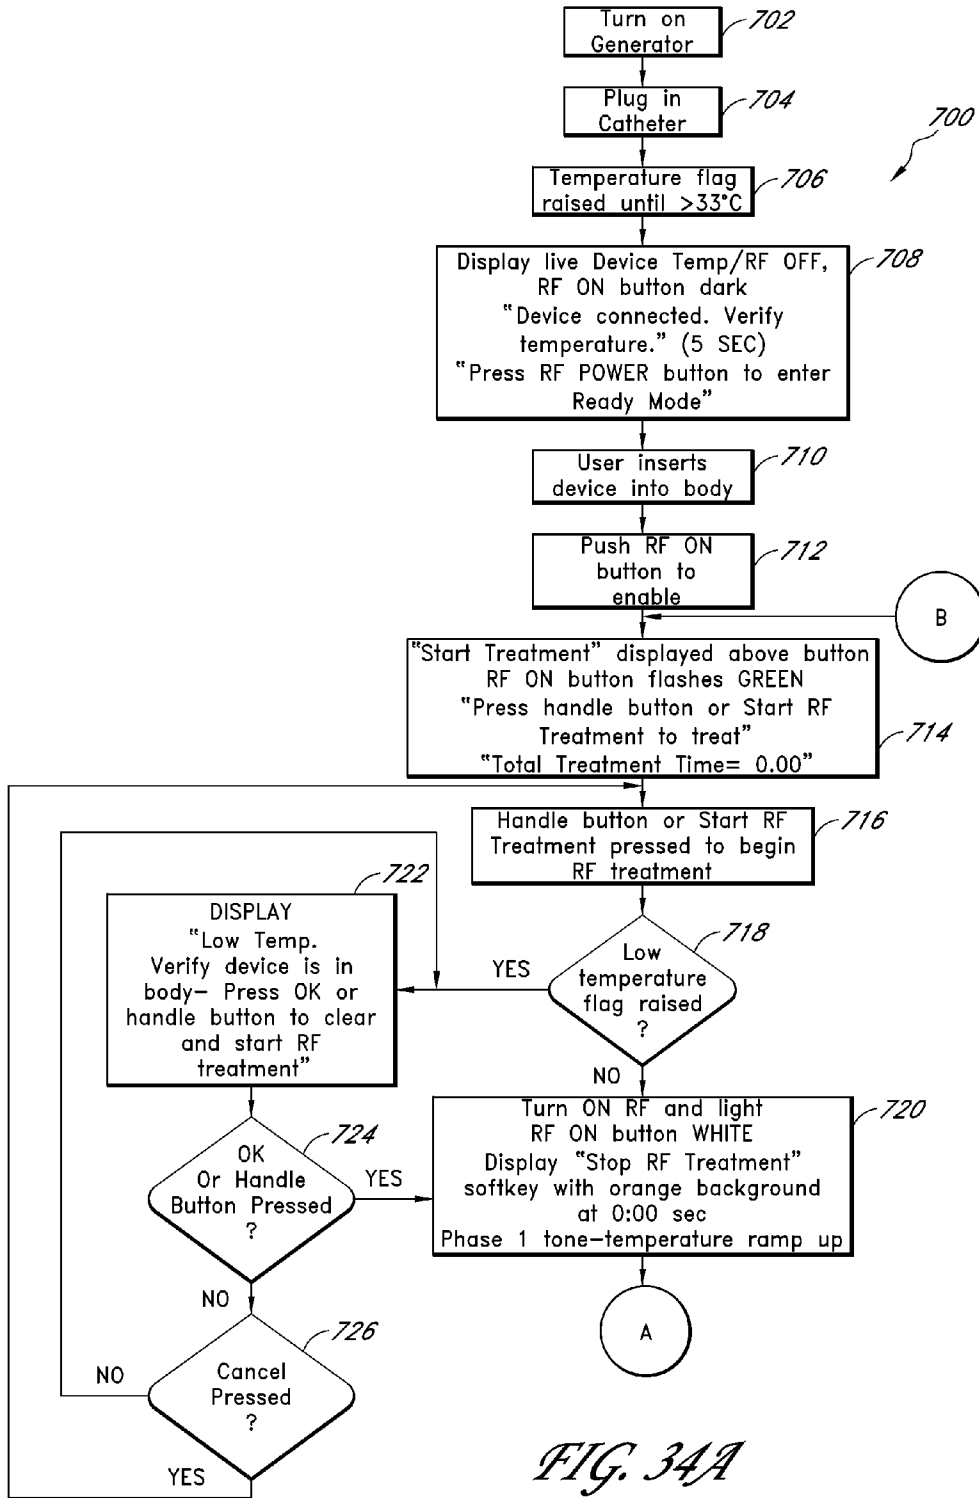 Turn on
Generator
702
Plug in
Catheter
704
700
Temperature flag
raised until >33°C
706
Display live Device Temp/RF OFF,
RF ON button dark
"Device connected. Verify
temperature." (5 SEC)
"Press RF POWER button to enter
Ready Mode"
708
User inserts
device into body
710
Push RF ON
button to
enable
712
B
"Start Treatment" displayed above button
RF ON button flashes GREEN
"Press handle button or Start RF
Treatment to treat"
"Total Treatment Time= 0.00"
714
Handle button or Start RF
Treatment pressed to begin
RF treatment
716
Low
temperature
flag raised
?
718
YES
NO
DISPLAY
"Low Temp.
Verify device is in
body– Press OK or
handle button to clear
and start RF
treatment"
722
Turn ON RF and light
RF ON button WHITE
Display "Stop RF Treatment"
softkey with orange background
at 0:00 sec
Phase 1 tone-temperature ramp up
720
OK
Or Handle
Button Pressed
?
724
YES
NO
A
Cancel
Pressed
?
726
NO
YES
FIG. 34A